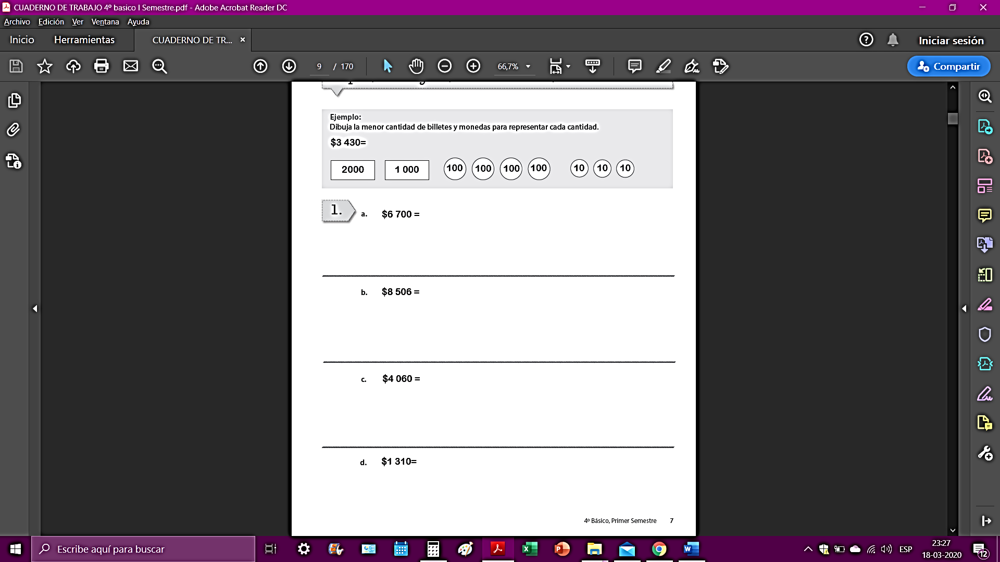 CUADERNO DE TRABAJO 4º basico I Semestre.pdf - Adobe Acrobat Reader DC
Archivo Edición Ver Ventana Ayuda
Inicio Herramientas CUADERNO DE TR... × Iniciar sesión
9 / 170 66,7% Compartir
Ejemplo:
Dibuja la menor cantidad de billetes y monedas para representar cada cantidad.
$3 430=
2000 1 000 100 100 100 100 10 10 10
1. a. $6 700 =
b. $8 506 =
c. $4 060 =
d. $1 310=
4º Básico, Primer Semestre 7
Escribe aquí para buscar
ESP
23:27
18-03-2020
12